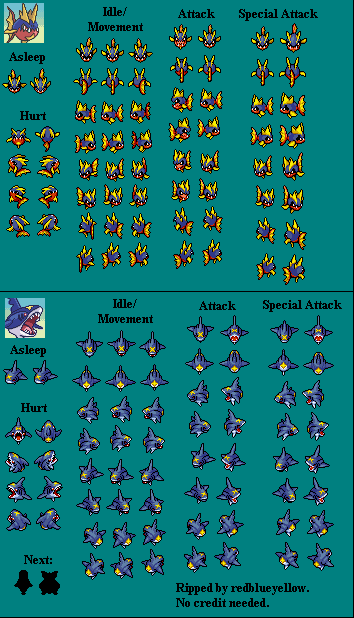 Idle/
Movement
Attack
Special Attack
Asleep
Hurt
Idle/
Movement
Attack
Special Attack
Asleep
Hurt
Next:
Ripped by redblueyellow.
No credit needed.